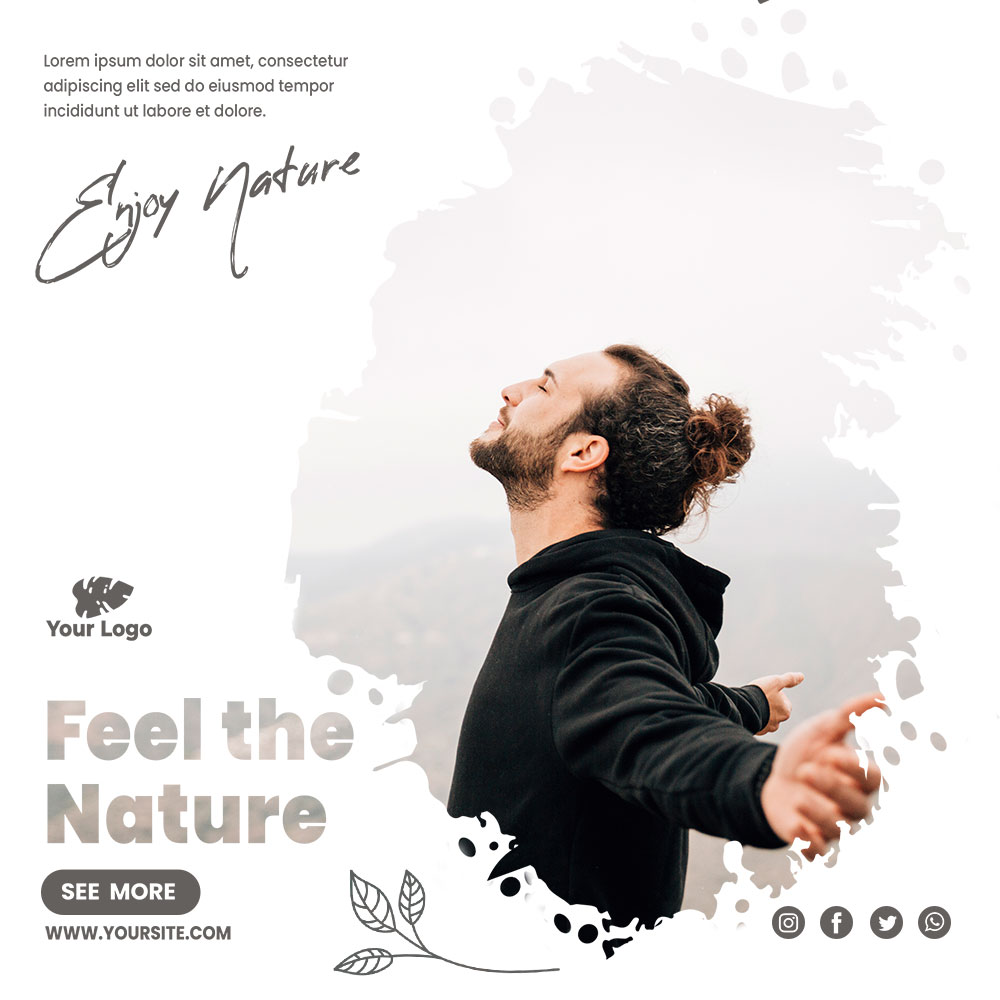 Lorem ipsum dolor sit amet, consectetur
adipiscing elit sed do eiusmod tempor
incididunt ut labore et dolore.
Enjoy Nature
Your Logo
Feel the
Nature
SEE MORE
WWW.YOURSITE.COM